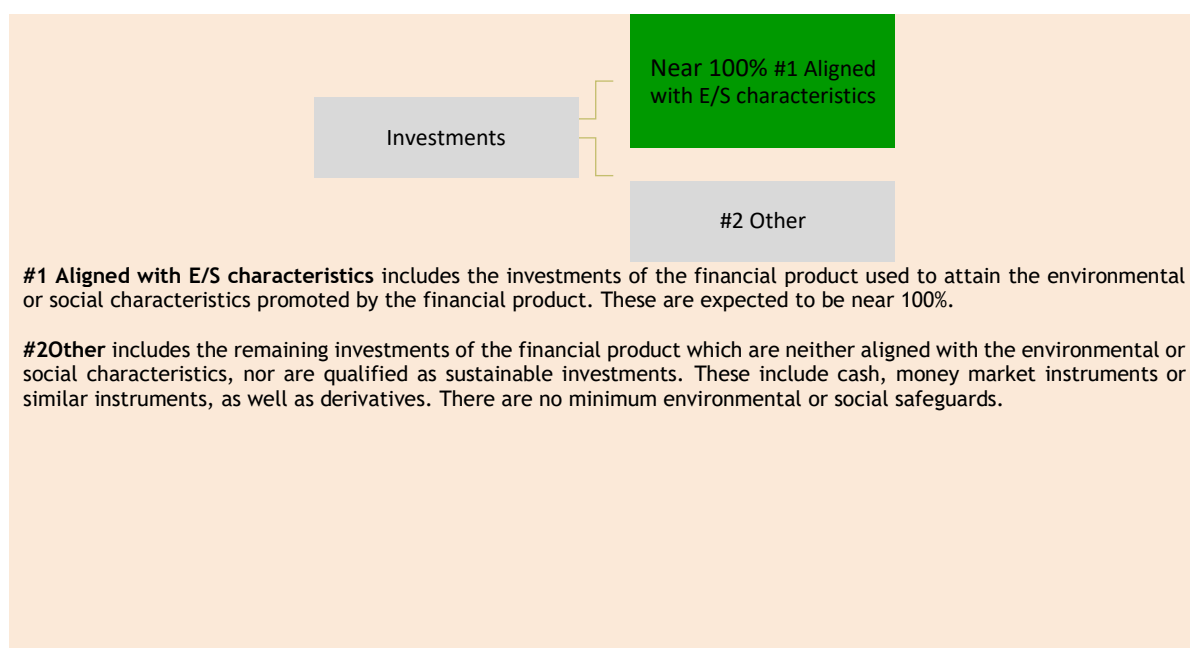 Near 100% #1 Aligned
with E/S characteristics
Investments
#2 Other
#1 Aligned with E/S characteristics includes the investments of the financial product used to attain the environmental
or social characteristics promoted by the financial product. These are expected to be near 100%.
#2Other includes the remaining investments of the financial product which are neither aligned with the environmental or
social characteristics, nor are qualified as sustainable investments. These include cash, money market instruments or
similar instruments, as well as derivatives. There are no minimum environmental or social safeguards.